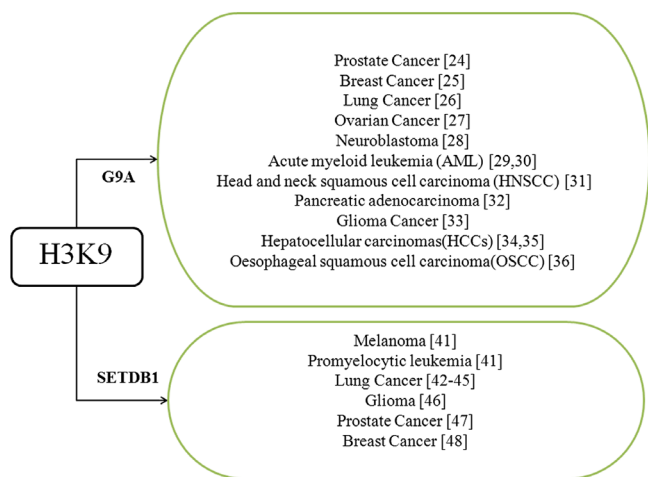 Prostate Cancer [24]
Breast Cancer [25]
Lung Cancer [26]
Ovarian Cancer [27]
Neuroblastoma [28]
Acute myeloid leukemia (AML) [29,30]
Head and neck squamous cell carcinoma (HNSCC) [31]
Pancreatic adenocarcinoma [32]
Glioma Cancer [33]
Hepatocellular carcinomas(HCCs) [34,35]
Oesophageal squamous cell carcinoma(OSCC) [36]
G9A
H3K9
SETDB1
Melanoma [41]
Promyelocytic leukemia [41]
Lung Cancer [42-45]
Glioma [46]
Prostate Cancer [47]
Breast Cancer [48]